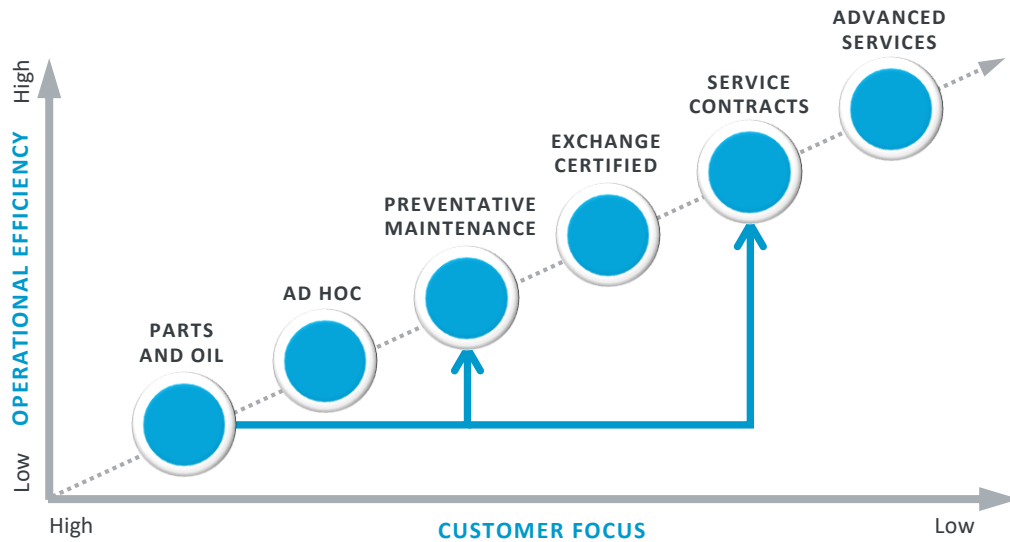 ADVANCED
SERVICES
SERVICE
CONTRACTS
EXCHANGE
CERTIFIED
PREVENTATIVE
MAINTENANCE
AD HOC
PARTS
AND OIL
High
OPERATIONAL EFFICIENCY
Low
High
CUSTOMER FOCUS
Low